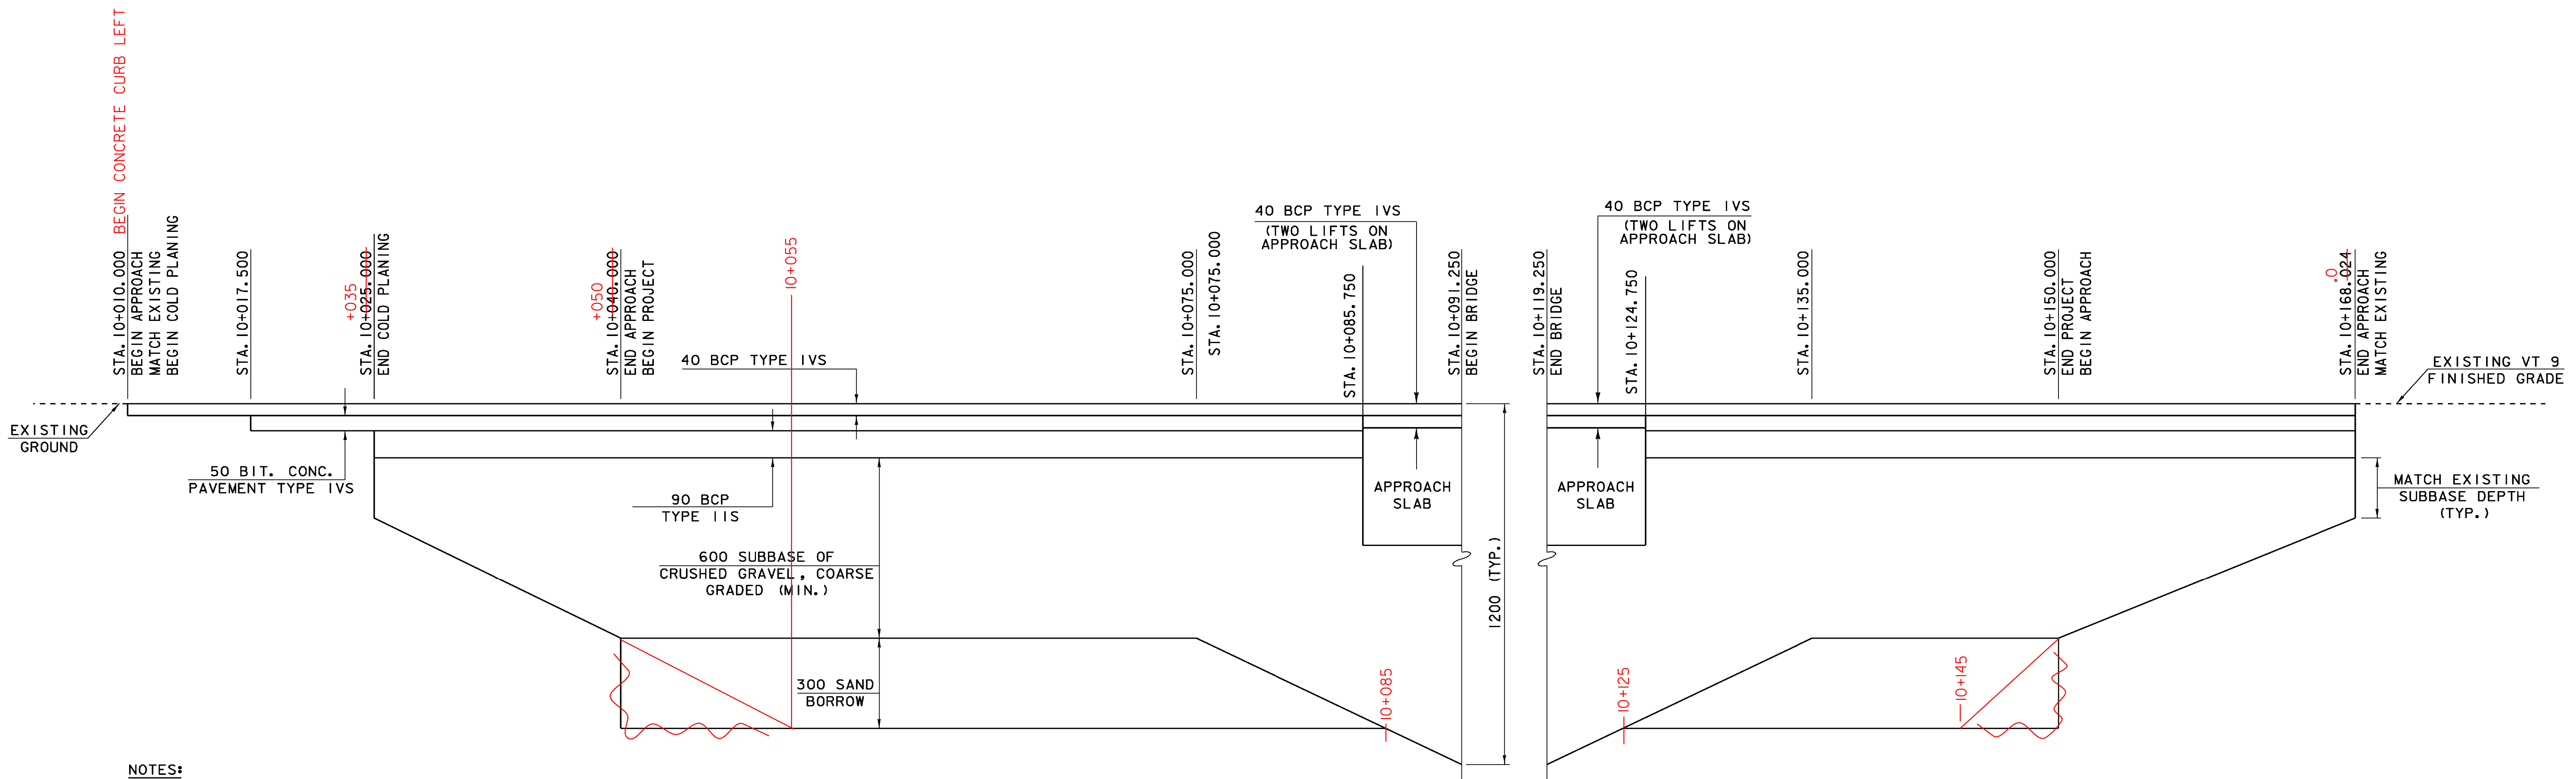 BEGIN CONCRETE CURB LEFT
STA. 10+010.000
BEGIN APPROACH
MATCH EXISTING
BEGIN COLD PLANING
STA. 10+017.500
+035
STA. 10+025.000
END COLD PLANING
+050
STA. 10+040.000
END APPROACH
BEGIN PROJECT
10+055
STA. 10+075.000
STA. 10+075.000
40 BCP TYPE IVS
(TWO LIFTS ON
APPROACH SLAB)
STA. 10+085.750
STA. 10+091.250
BEGIN BRIDGE
STA. 10+119.250
END BRIDGE
40 BCP TYPE IVS
(TWO LIFTS ON
APPROACH SLAB)
STA. 10+124.750
STA. 10+135.000
STA. 10+150.000
END PROJECT
BEGIN APPROACH
.0
STA. 10+168.024
END APPROACH
MATCH EXISTING
EXISTING VT 9
FINISHED GRADE
40 BCP TYPE IVS
EXISTING
GROUND
50 BIT. CONC.
PAVEMENT TYPE IVS
90 BCP
TYPE IIS
APPROACH
SLAB
APPROACH
SLAB
MATCH EXISTING
SUBBASE DEPTH
(TYP.)
600 SUBBASE OF
CRUSHED GRAVEL, COARSE
GRADED (MIN.)
1200 (TYP.)
300 SAND
BORROW
10+085
10+125
10+145
NOTES: